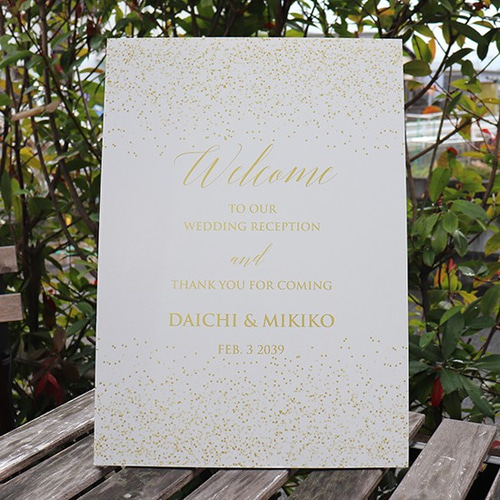 Welcome
TO OUR
WEDDING RECEPTION
and
THANK YOU FOR COMING
DAICHI & MIKIKO
FEB. 3 2039